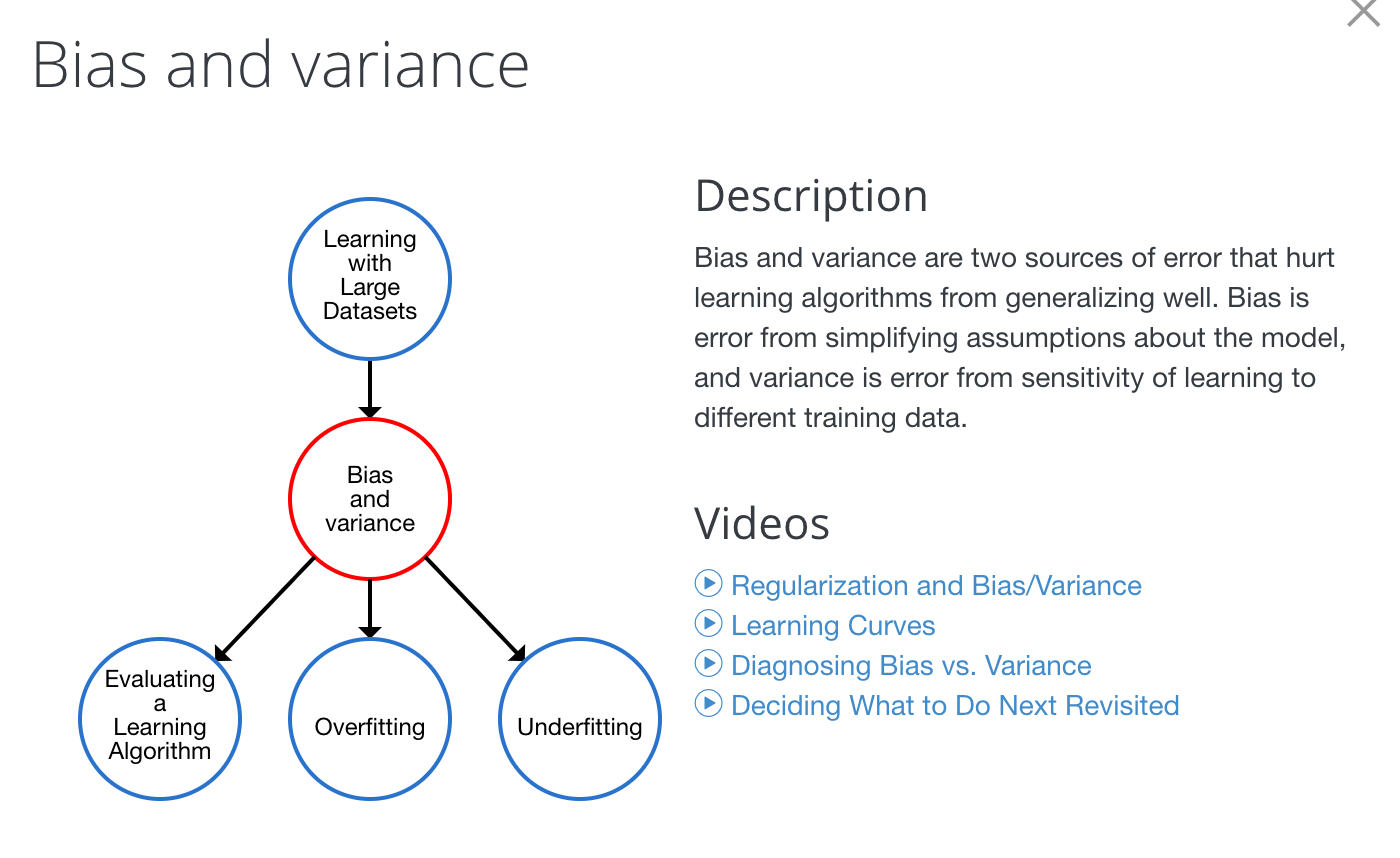 Bias and variance
Learning
with
Large
Datasets
Bias
and
variance
Evaluating
a
Learning
Algorithm
Overfitting
Underfitting
Description
Bias and variance are two sources of error that hurt
learning algorithms from generalizing well. Bias is
error from simplifying assumptions about the model,
and variance is error from sensitivity of learning to
different training data.
Videos
Regularization and Bias/Variance
Learning Curves
Diagnosing Bias vs. Variance
Deciding What to Do Next Revisited